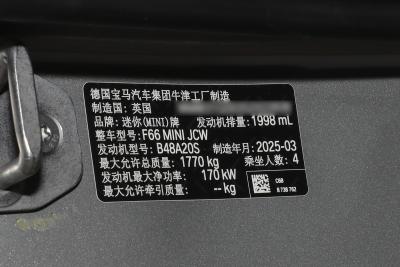 德国宝马汽车集团牛津工厂制造
制造国: 英国
品牌: 迷你(MINI)牌 发动机排量: 1998 mL
整车型号: F66 MINI JCW
发动机型号: B48A20S 制造年月: 2025-03
最大允许总质量: 1770 kg 乘坐人数: 4
发动机最大净功率: 170 kW
最大允许牵引质量: -- kg
C68
8 738 762